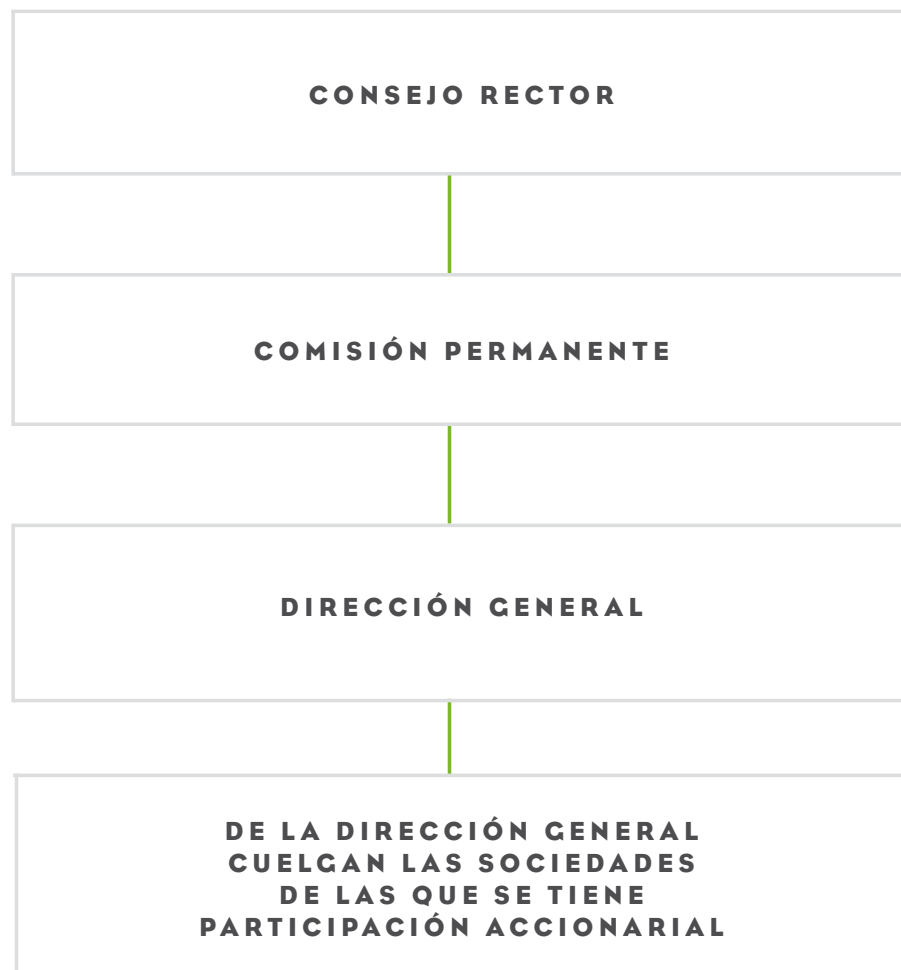 CONSEJO RECTOR
COMISIÓN PERMANENTE
DIRECCIÓN GENERAL
DE LA DIRECCIÓN GENERAL
CUELGAN LAS SOCIEDADES
DE LAS QUE SE TIENE
PARTICIPACIÓN ACCIONARIAL